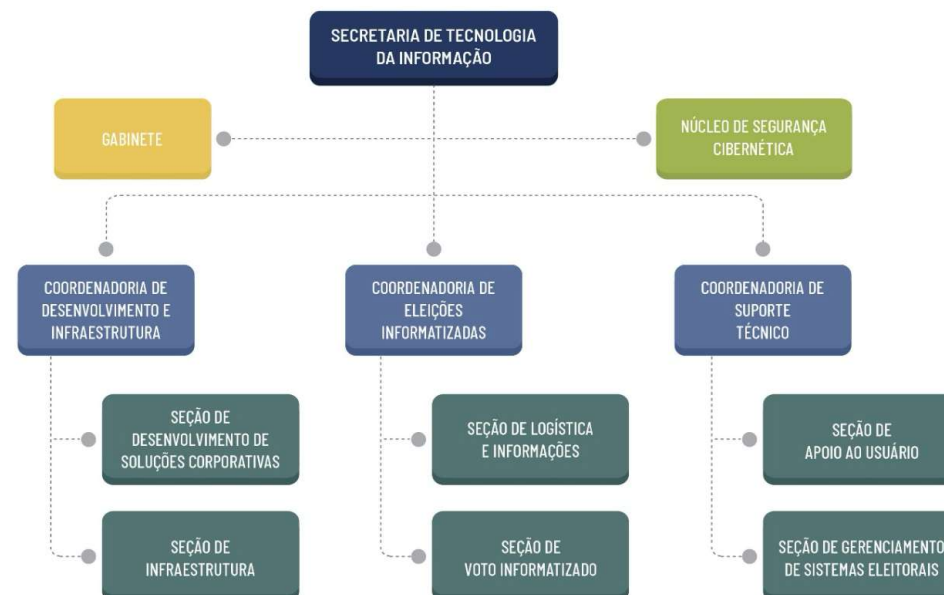 SECRETARIA DE TECNOLOGIA
DA INFORMAÇÃO
GABINETE
NÚCLEO DE SEGURANÇA
CIBERNÉTICA
COORDENADORIA DE
DESENVOLVIMENTO E
INFRAESTRUTURA
COORDENADORIA DE
ELEIÇÕES
INFORMATIZADAS
COORDENADORIA DE
SUPORTE
TÉCNICO
SEÇÃO DE
DESENVOLVIMENTO DE
SOLUÇÕES CORPORATIVAS
SEÇÃO DE LOGÍSTICA
E INFORMAÇÕES
SEÇÃO DE
APOIO AO USUÁRIO
SEÇÃO DE
INFRAESTRUTURA
SEÇÃO DE
VOTO INFORMATIZADO
SEÇÃO DE GERENCIAMENTO
DE SISTEMAS ELEITORAIS